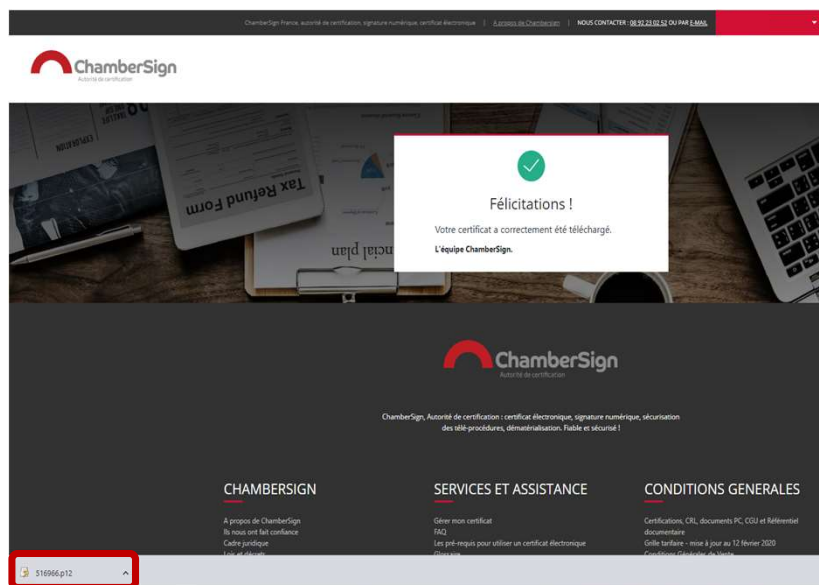 ChamberSign France, autorité de certification, signature numérique, certificat électronique | A propos de Chambersign | NOUS CONTACTER : 08 92 23 02 52 OU PAR E-MAIL
ChamberSign
Autorité de certification
Tax Refund Form
Félicitations !
Votre certificat a correctement été téléchargé.
L'équipe ChamberSign.
ChamberSign
Autorité de certification
ChamberSign, Autorité de certification : certificat électronique, signature numérique, sécurisation
des télé-procédures, dématérialisation. Fiable et sécurisé !
CHAMBERSIGN
SERVICES ET ASSISTANCE
CONDITIONS GENERALES
A propos de ChamberSign
Ils nous ont fait confiance
Cadre juridique
Lois et décrets
Gérer mon certificat
FAQ
Les pré-requis pour utiliser un certificat électronique
Glossaire
Certifications, CRL, documents PC, CGU et Référentiel
documentaire
Grille tarifaire - mise à jour au 12 février 2020
Conditions Générales de Vente
516966.p12